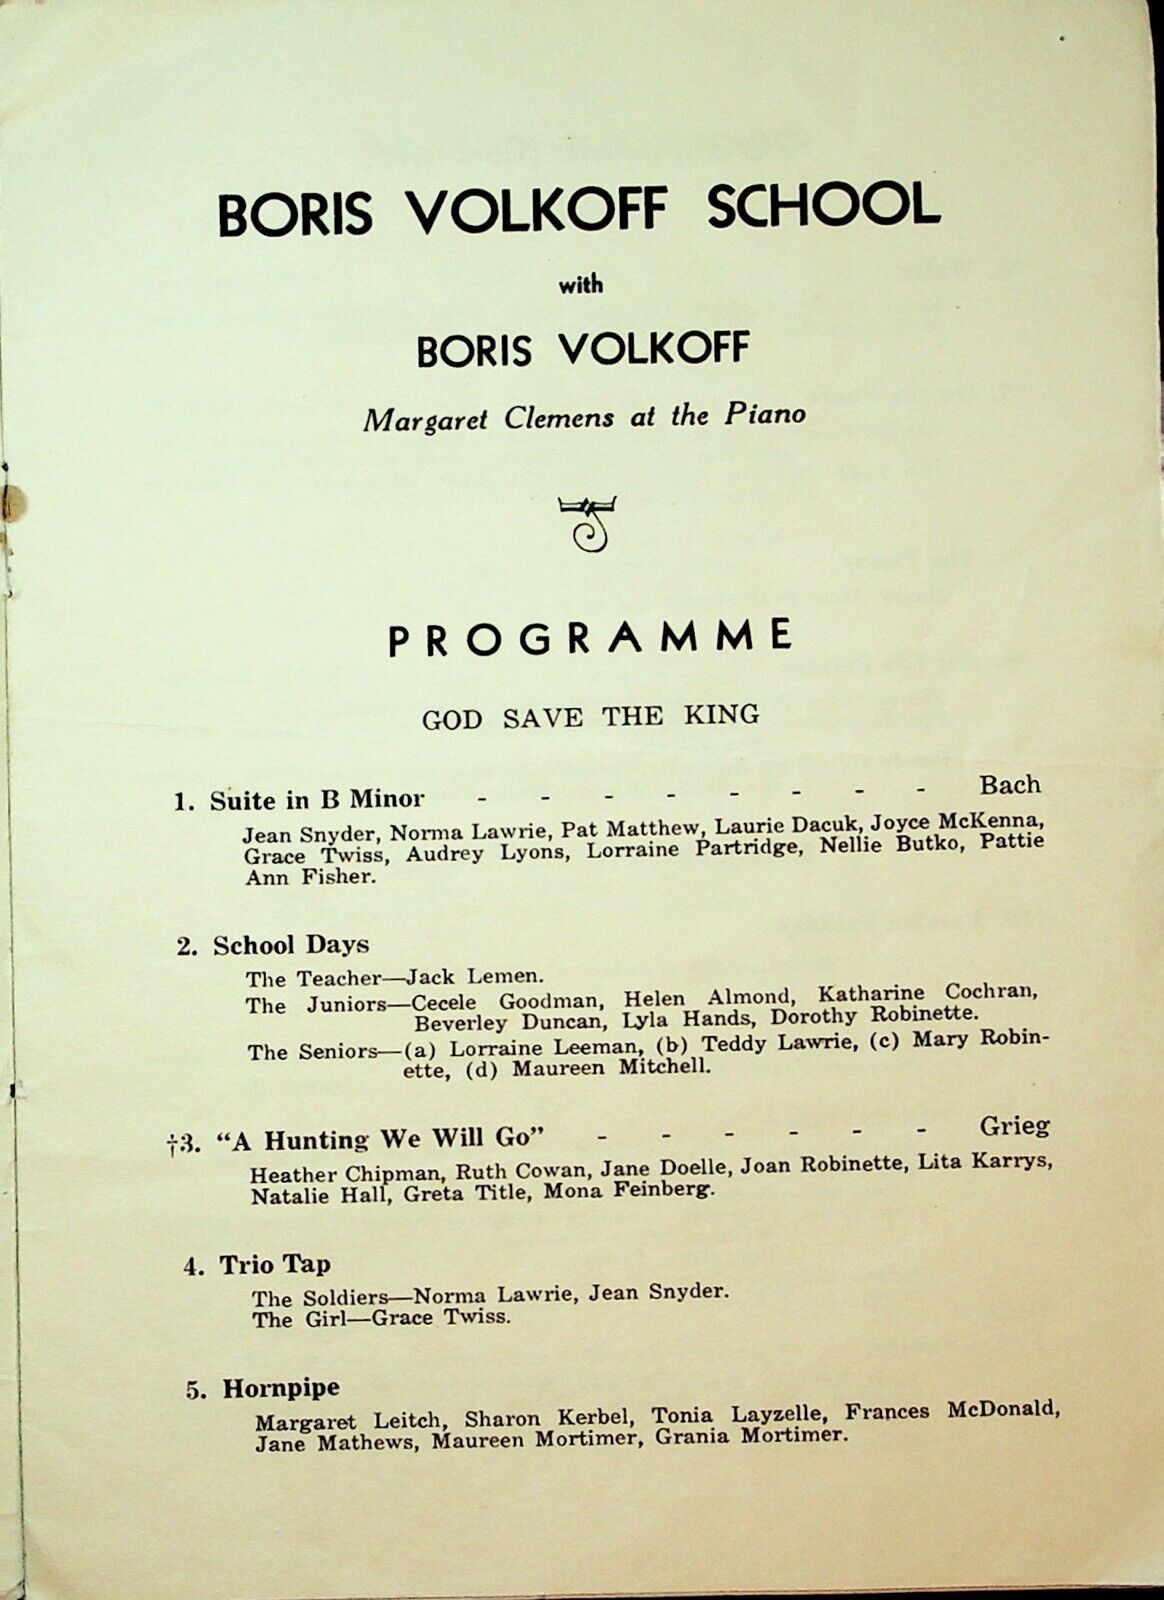 BORIS VOLKOFF SCHOOL
with
BORIS VOLKOFF
Margaret Clemens at the Piano
PROGRAMME
GOD SAVE THE KING
1. Suite in B Minor - - - - - - - - Bach
Jean Snyder, Norma Lawrie, Pat Matthew, Laurie Dacuk, Joyce McKenna,
Grace Twiss, Audrey Lyons, Lorraine Partridge, Nellie Butko, Pattie
Ann Fisher.
2. School Days
The Teacher—Jack Lemen.
The Juniors—Cecele Goodman, Helen Almond, Katharine Cochran,
Beverley Duncan, Lyla Hands, Dorothy Robinette.
The Seniors—(a) Lorraine Leeman, (b) Teddy Lawrie, (c) Mary Robin-
ette, (d) Maureen Mitchell.
†3. “A Hunting We Will Go” - - - - - - Grieg
Heather Chipman, Ruth Cowan, Jane Doelle, Joan Robinette, Lita Karrys,
Natalie Hall, Greta Title, Mona Feinberg.
4. Trio Tap
The Soldiers—Norma Lawrie, Jean Snyder.
The Girl—Grace Twiss.
5. Hornpipe
Margaret Leitch, Sharon Kerbel, Tonia Layzelle, Frances McDonald,
Jane Mathews, Maureen Mortimer, Grania Mortimer.